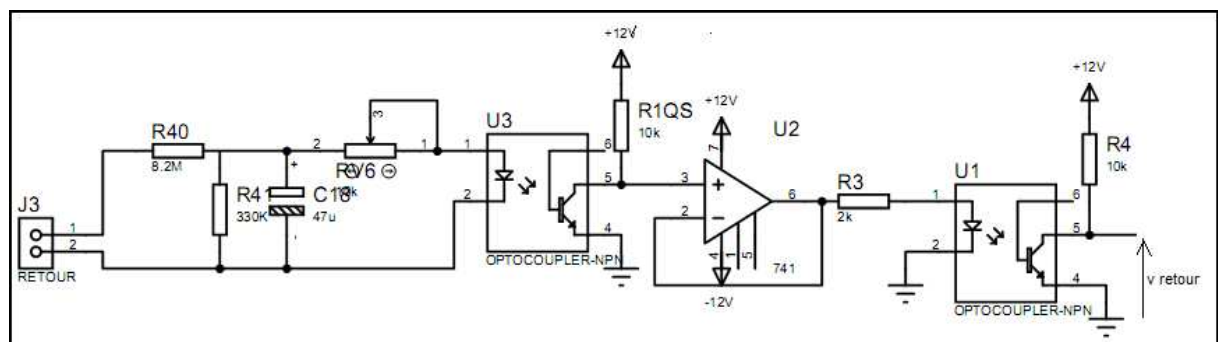 +12V
+12V
+12V
R1QS
10k
U2
R4
10k
R40
8.2M
3
2
1
RV6
U3
1
2
6
5
4
OPTOCOUPLER-NPN
R41
330K
C18
+
47u
-
J3
1
2
RETOUR
7
3
+
2
−
6
4
1
5
741
-12V
R3
2k
U1
1
2
6
5
4
OPTOCOUPLER-NPN
v retour